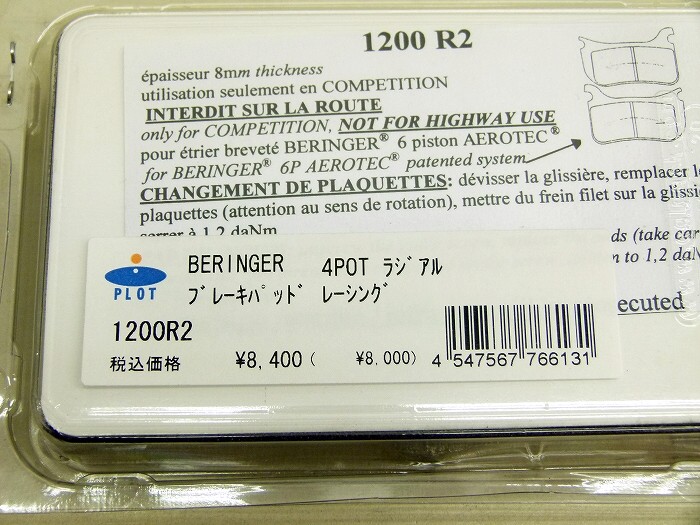 1200 R2
épaisseur 8mm thickness
utilisation seulement en COMPETITION
INTERDIT SUR LA ROUTE
only for COMPETITION, NOT FOR HIGHWAY USE
pour étrier breveté BERINGER® 6 piston AEROTEC®
for BERINGER® 6P AEROTEC® patented system
CHANGEMENT DE PLAQUETTES: dévisser la glissière, remplacer l
plaquettes (attention au sens de rotation), mettre du frein filet sur la glissi
serrer à 1,2 daNm
ds (take car
n to 1,2 daN
ecuted
PLOT
BERINGER 4POT ﾗｼﾞｱﾙ
ﾌﾞﾚｰｷﾊﾟｯﾄﾞ ﾚｰｼﾝｸﾞ
1200R2
税込価格 ¥8,400( ¥8,000)
4 547567 766131